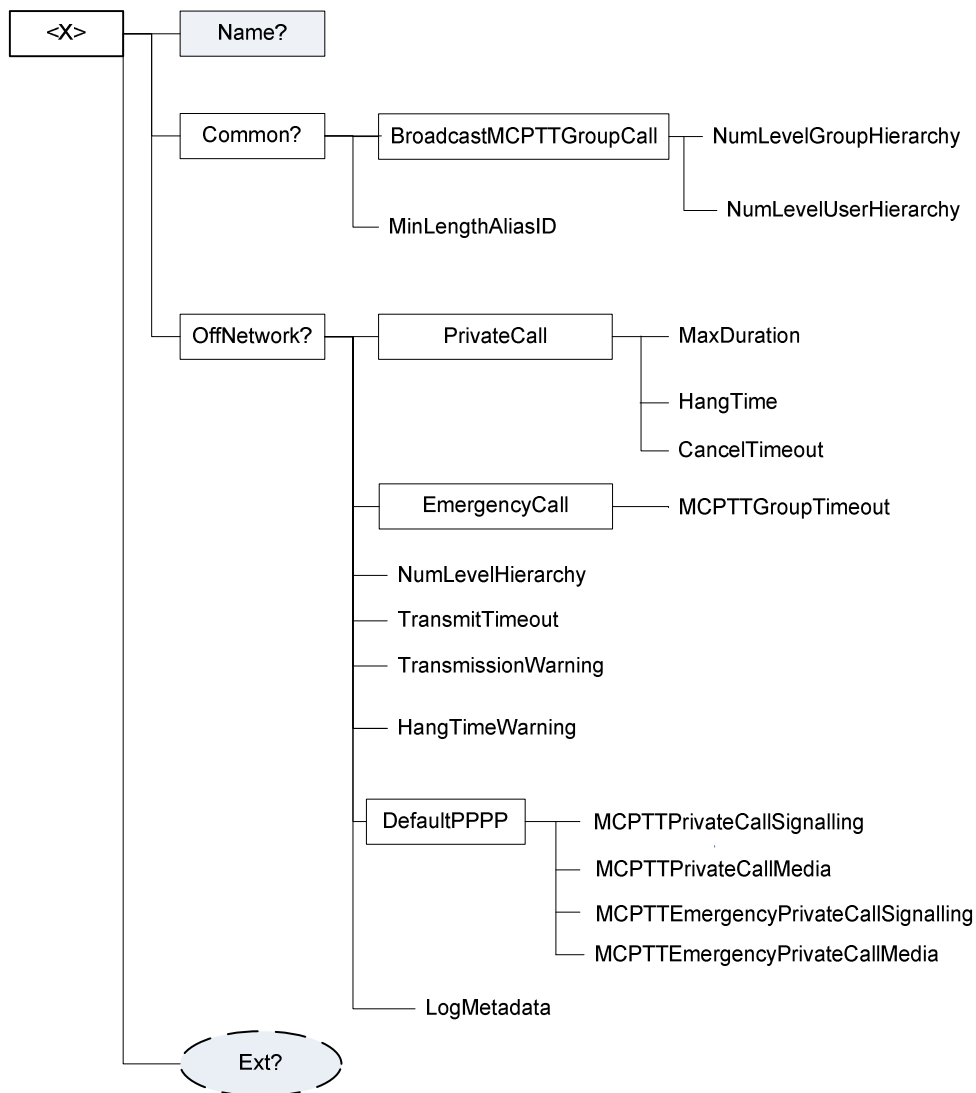 <X>
Name?
Common?
BroadcastMCPTTGroupCall
NumLevelGroupHierarchy
NumLevelUserHierarchy
MinLengthAliasID
OffNetwork?
PrivateCall
MaxDuration
HangTime
CancelTimeout
EmergencyCall
MCPTTGroupTimeout
NumLevelHierarchy
TransmitTimeout
TransmissionWarning
HangTimeWarning
DefaultPPPP
MCPTTPrivateCallSignalling
MCPTTPrivateCallMedia
MCPTTEmergencyPrivateCallSignalling
MCPTTEmergencyPrivateCallMedia
LogMetadata
Ext?